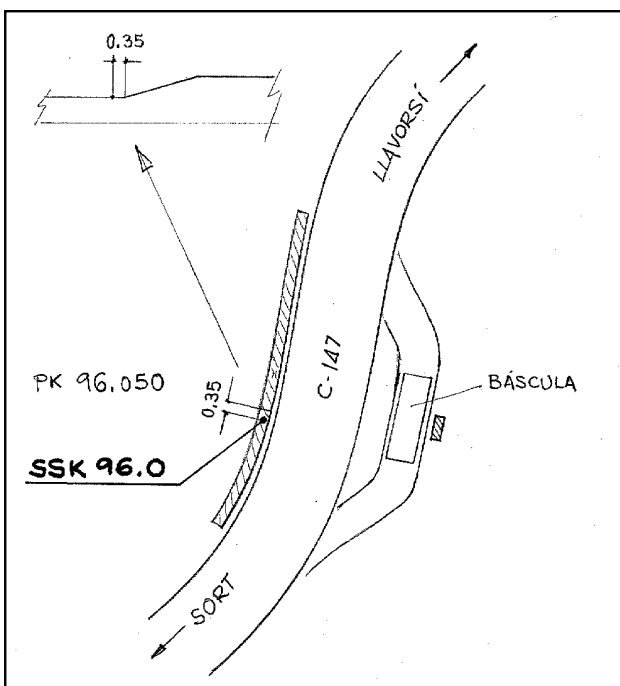 0.35
LLAVORSÍ
C-147
PK 96.050
0.35
BÁSCULA
SSK 96.0
SORT